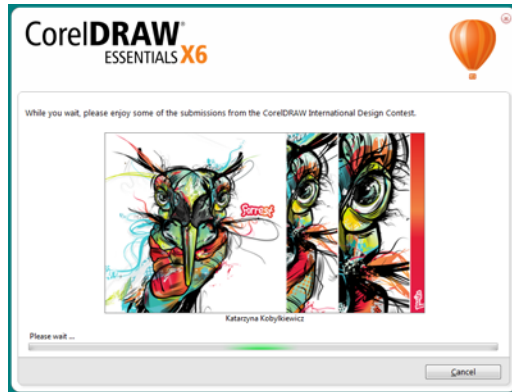 CorelDRAW
ESSENTIALS X6
While you wait, please enjoy some of the submissions from the CorelDRAW International Design Contest.
forrest
Katarzyna Kobylkiewicz
Please wait ...
Cancel